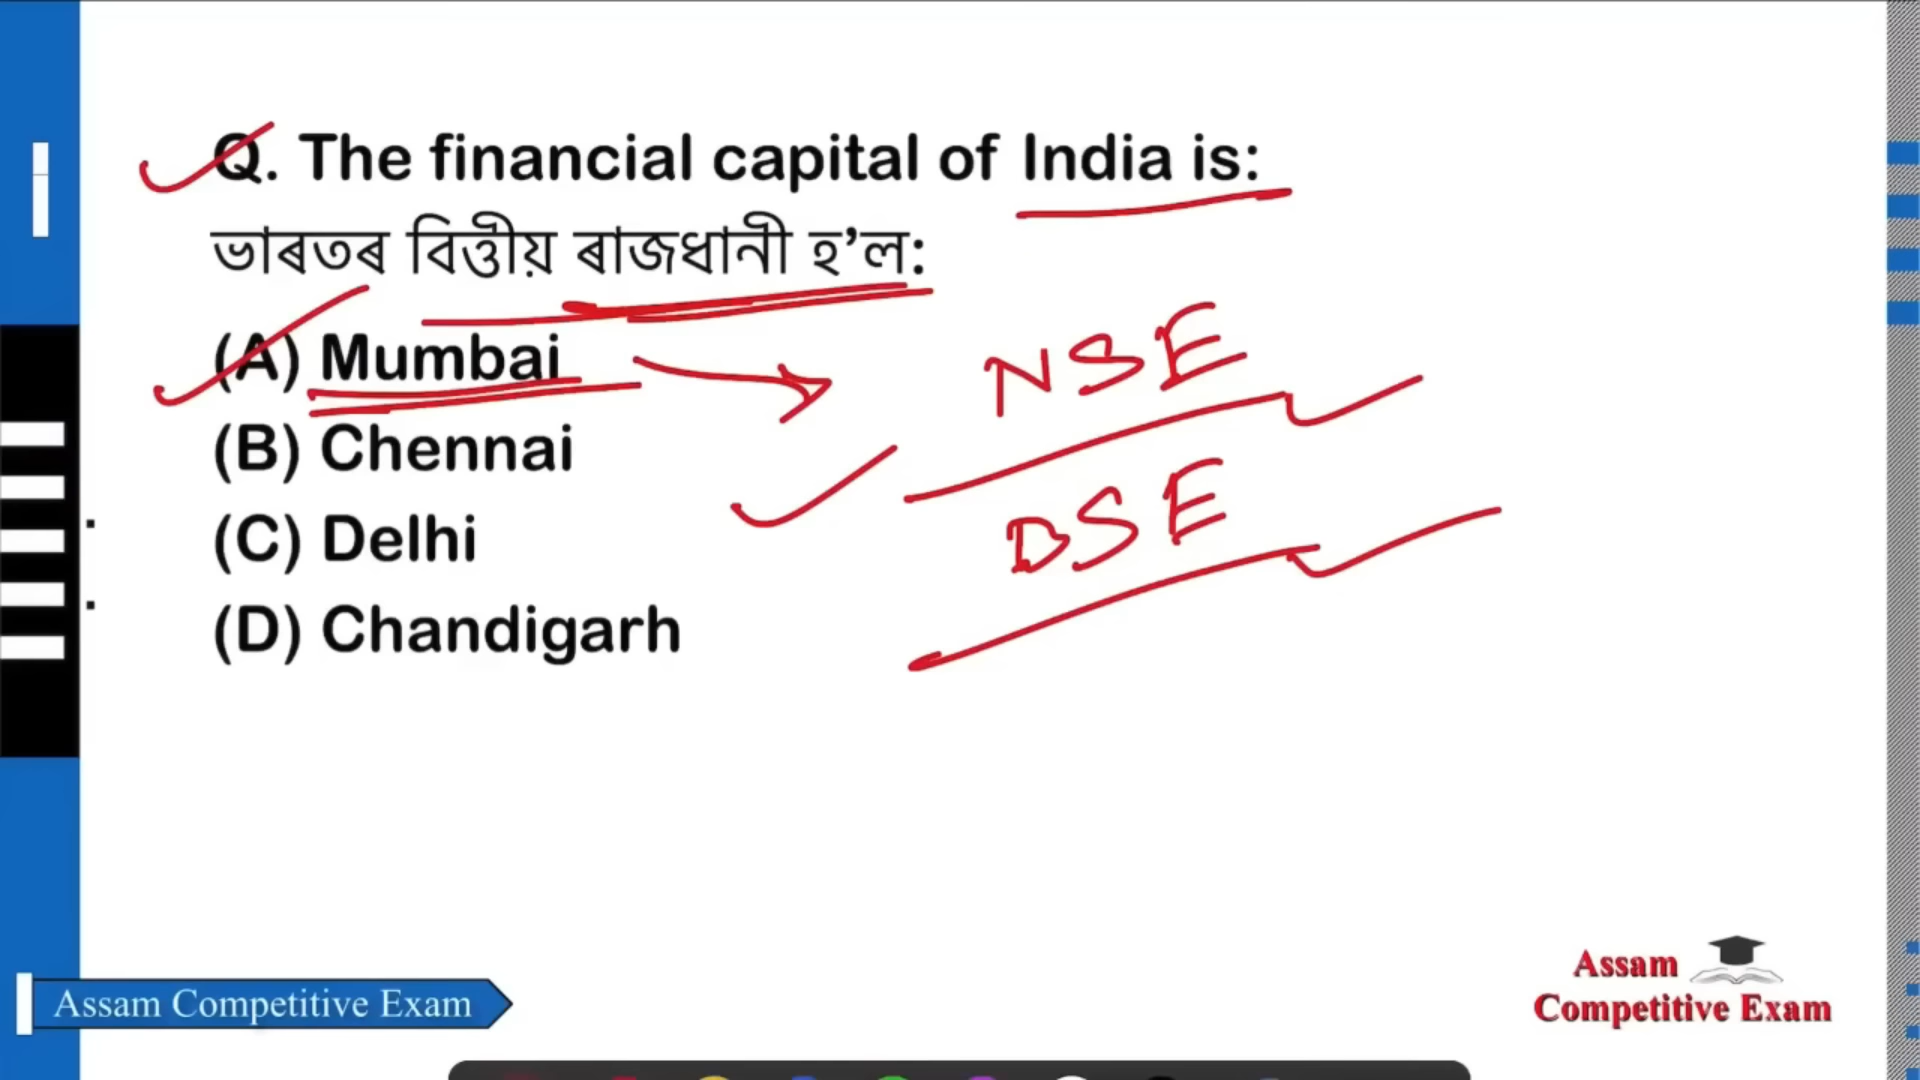 Q. The financial capital of India is:
ভাৰতৰ বিত্তীয় ৰাজধানী হ’ল:
(A) Mumbai
NSE
(B) Chennai
BSE
(C) Delhi
(D) Chandigarh
Assam Competitive Exam
Assam
Competitive Exam